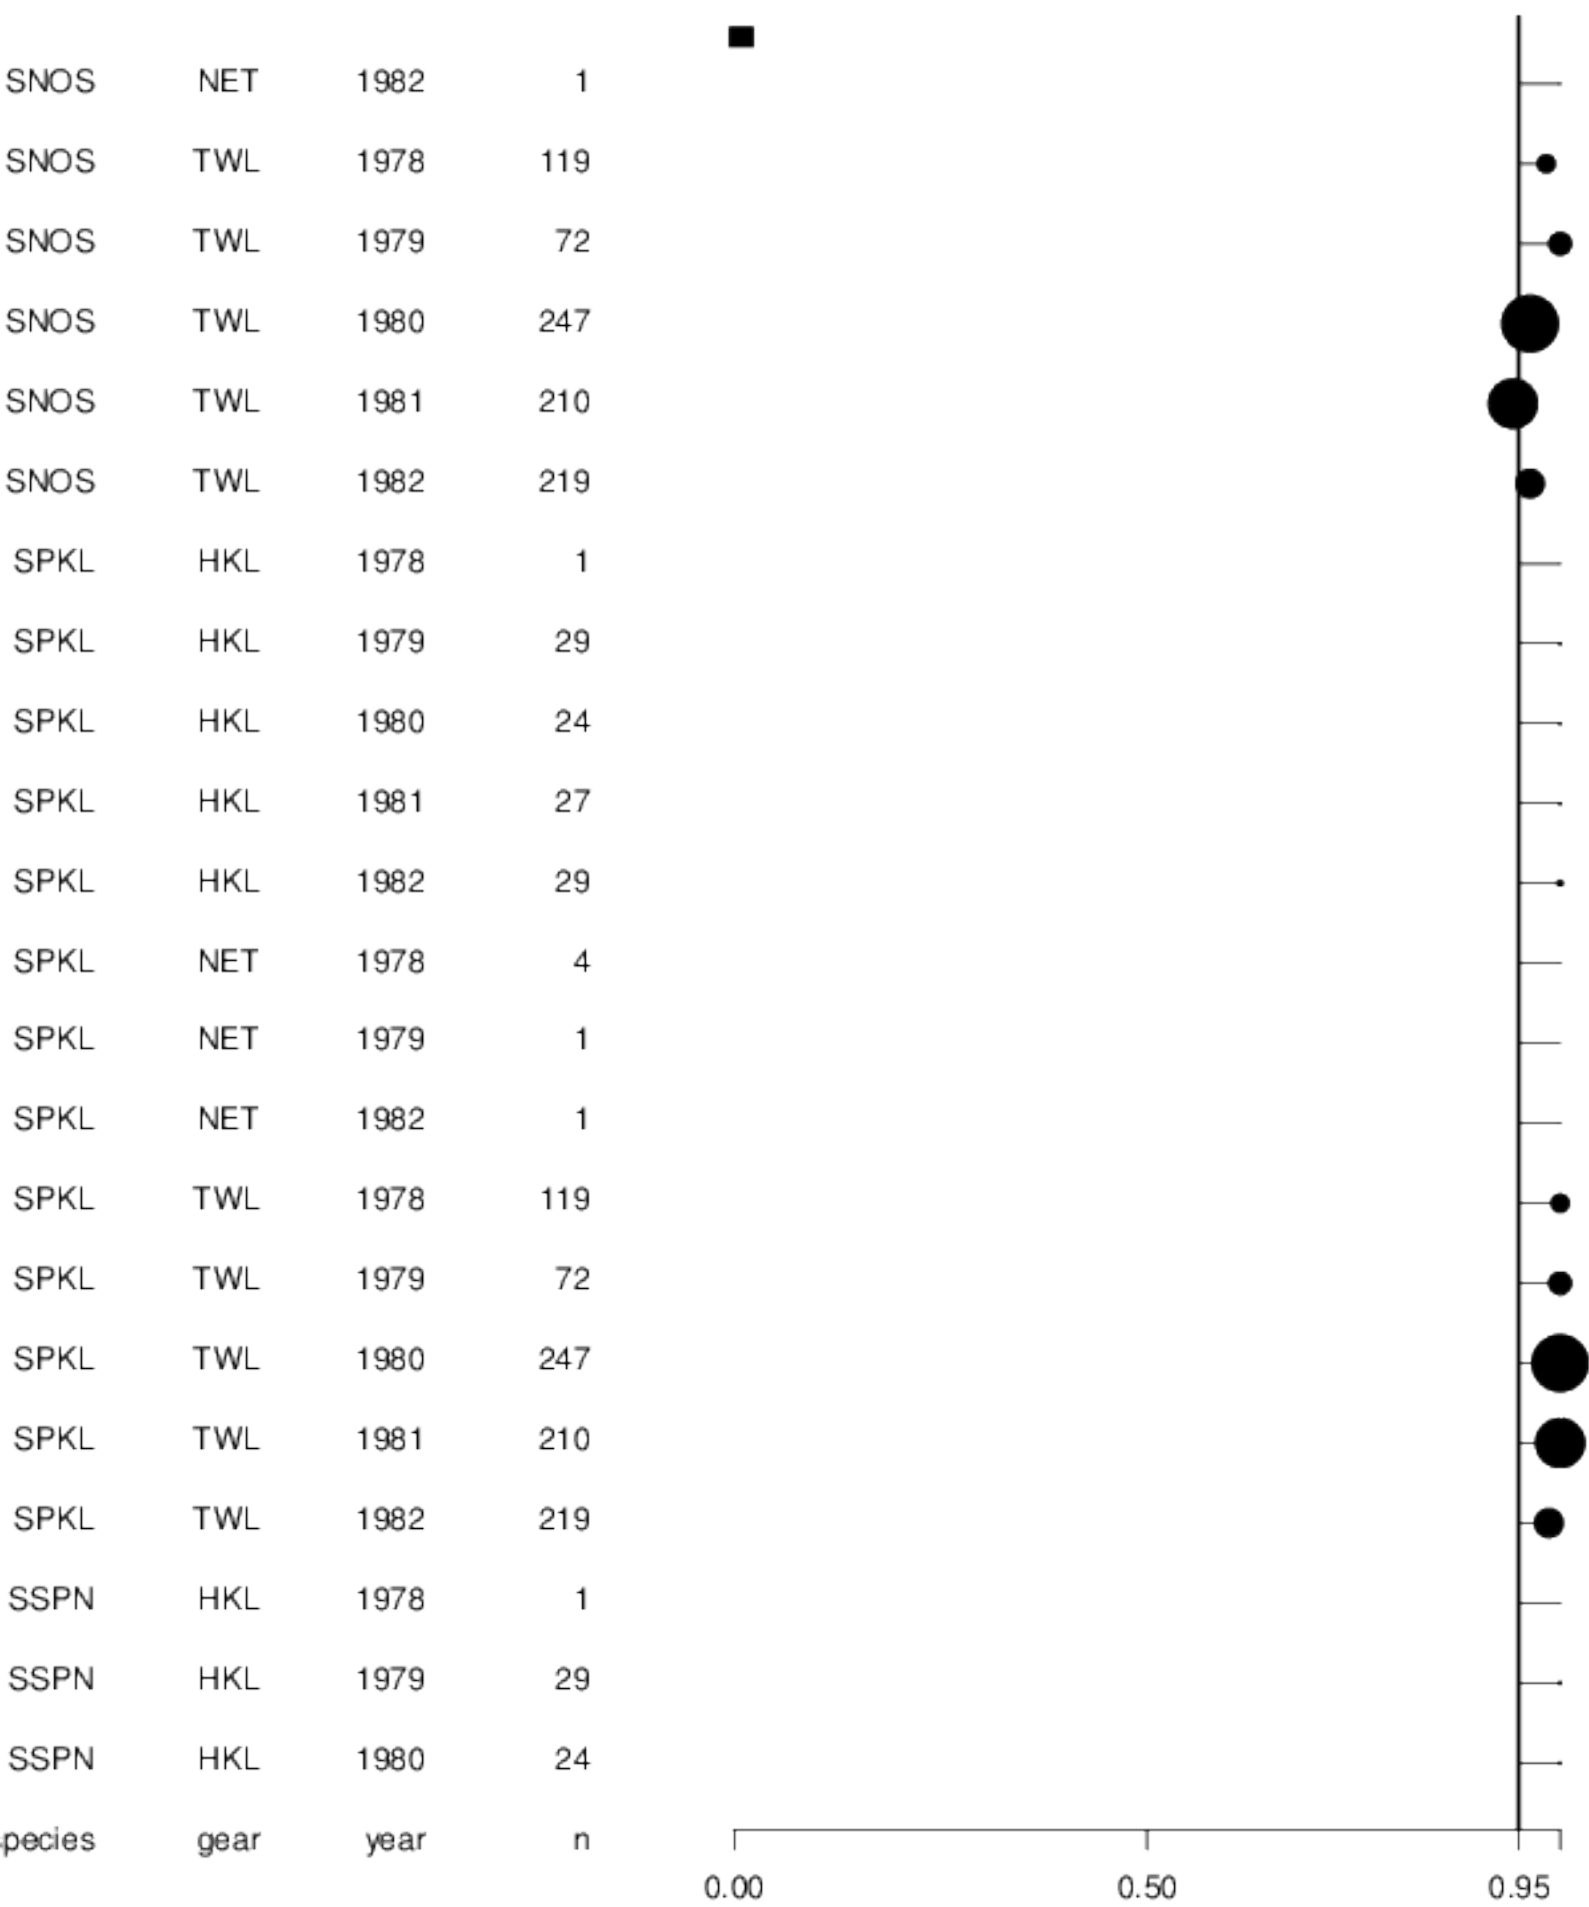 SNOS NET 1982 1
SNOS TWL 1978 119
SNOS TWL 1979 72
SNOS TWL 1980 247
SNOS TWL 1981 210
SNOS TWL 1982 219
SPKL HKL 1978 1
SPKL HKL 1979 29
SPKL HKL 1980 24
SPKL HKL 1981 27
SPKL HKL 1982 29
SPKL NET 1978 4
SPKL NET 1979 1
SPKL NET 1982 1
SPKL TWL 1978 119
SPKL TWL 1979 72
SPKL TWL 1980 247
SPKL TWL 1981 210
SPKL TWL 1982 219
SSPN HKL 1978 1
SSPN HKL 1979 29
SSPN HKL 1980 24
pecies gear year n
0.00 0.50 0.95